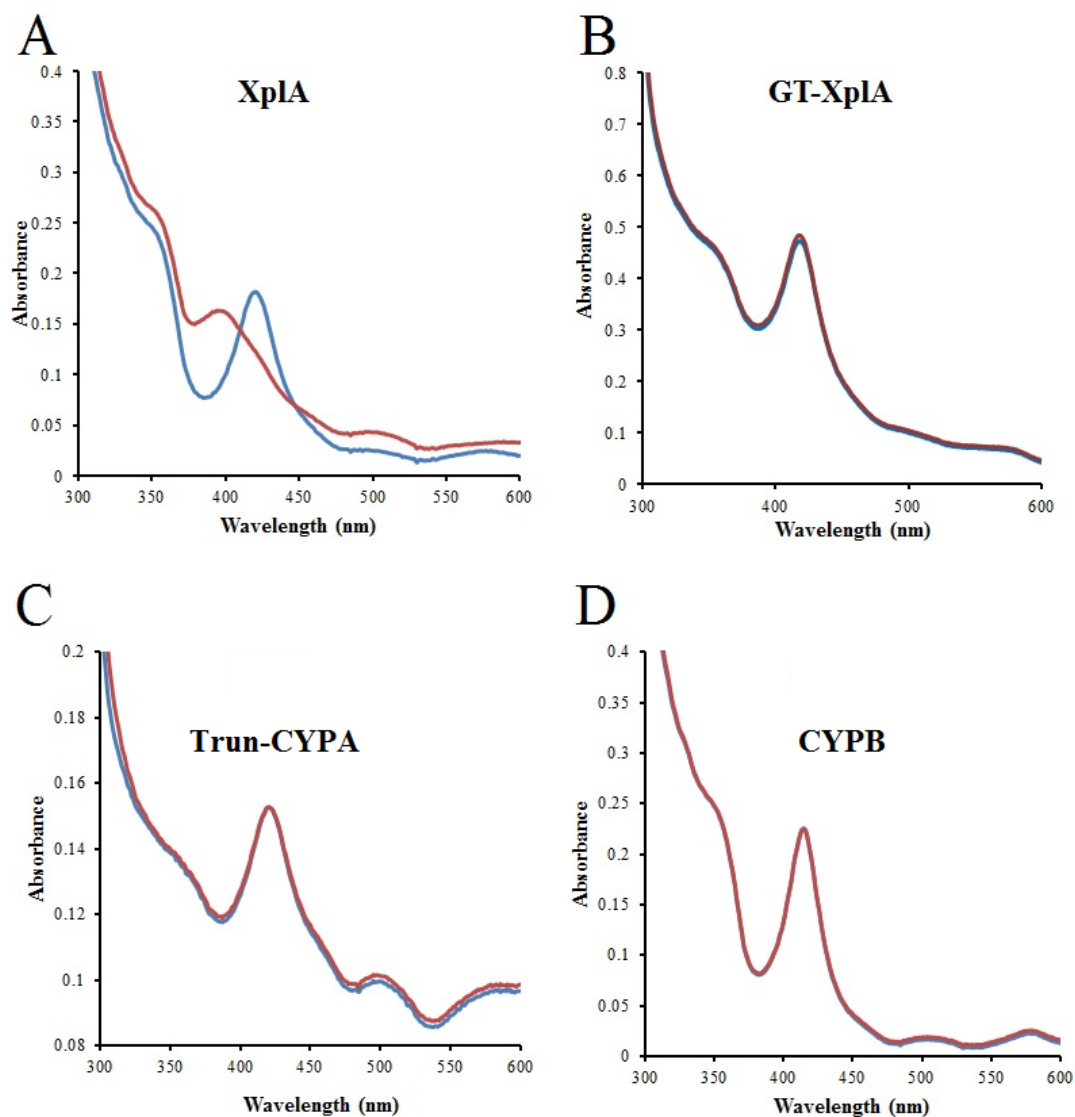 A
XplA
0.4
0.35
0.3
0.25
0.2
0.15
0.1
0.05
0
300 350 400 450 500 550 600
Absorbance
Wavelength (nm)
B
GT-XplA
0.8
0.7
0.6
0.5
0.4
0.3
0.2
0.1
0
300 400 500 600
Absorbance
Wavelength (nm)
C
Trun-CYPA
0.2
0.18
0.16
0.14
0.12
0.1
0.08
300 350 400 450 500 550 600
Absorbance
Wavelength (nm)
D
CYPB
0.4
0.35
0.3
0.25
0.2
0.15
0.1
0.05
0
300 350 400 450 500 550 600
Absorbance
Wavelength (nm)